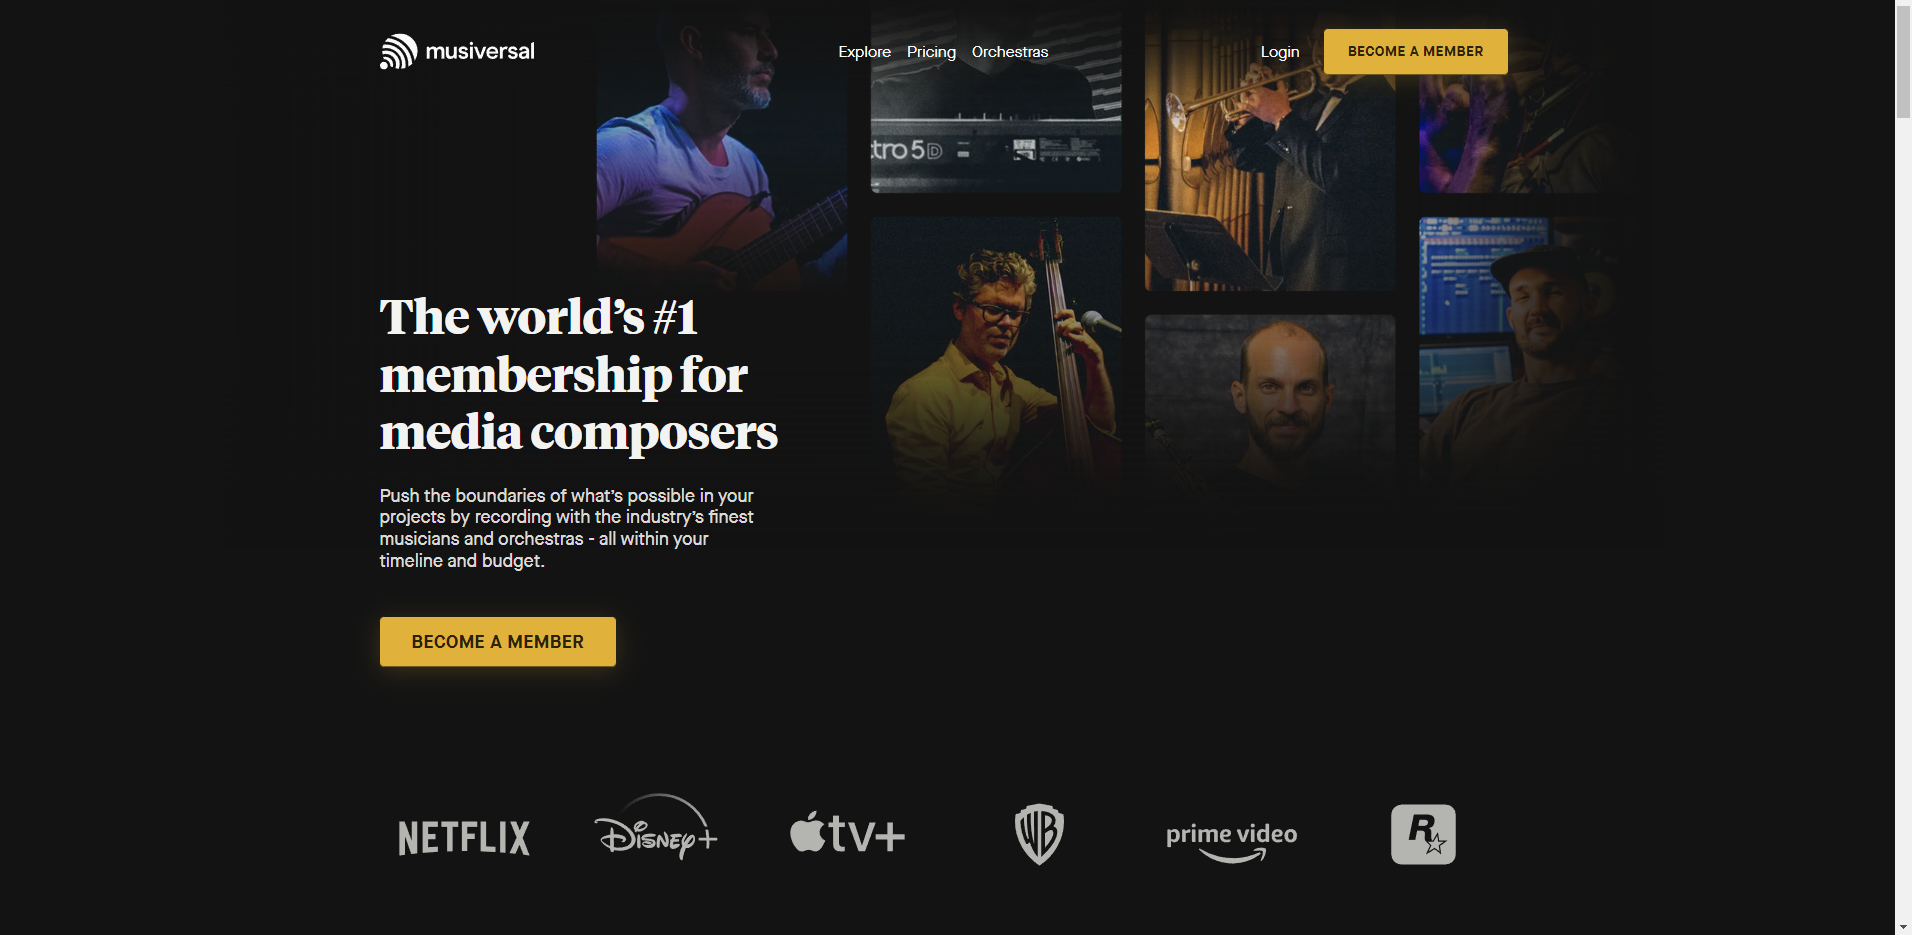 musiversal
Explore Pricing Orchestras
Login
BECOME A MEMBER
tro 5D
The world's #1
membership for
media composers
Push the boundaries of what's possible in your
projects by recording with the industry's finest
musicians and orchestras - all within your
timeline and budget.
BECOME A MEMBER
NETFLIX
Disney+
tv+
WB
prime video
R